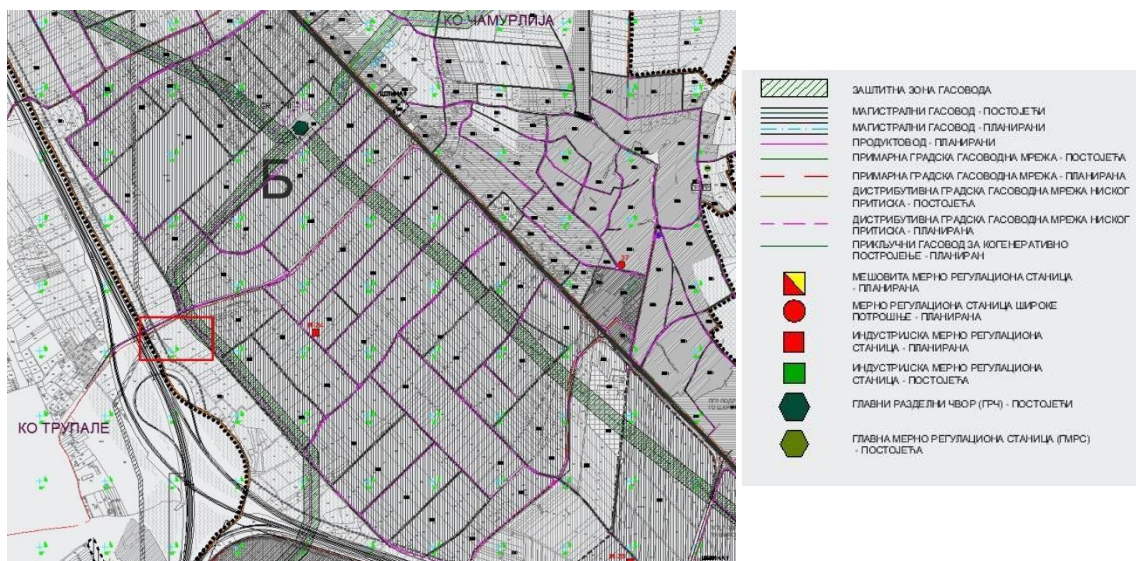 КО ЧАМУРЛИЈА
Б
КО ТРУПАЛЕ
ЗАШТИТНА ЗОНА ГАСОВОДА
МАГИСТРАЛНИ ГАСОВОД - ПОСТОЈЕЋИ
МАГИСТРАЛНИ ГАСОВОД - ПЛАНИРАНИ
ПРОДУКТОВОД - ПЛАНИРАНИ
ПРИМАРНА ГРАДСКА ГАСОВОДНА МРЕЖА - ПОСТОЈЕЋА
ПРИМАРНА ГРАДСКА ГАСОВОДНА МРЕЖА - ПЛАНИРАНА
ДИСТРИБУТИВНА ГРАДСКА ГАСОВОДНА МРЕЖА НИСКОГ
ПРИТИСКА - ПОСТОЈЕЋА
ДИСТРИБУТИВНА ГРАДСКА ГАСОВОДНА МРЕЖА НИСКОГ
ПРИТИСКА - ПЛАНИРАНА
ПРИКЉУЧНИ ГАСОВОД ЗА КОГЕНЕРАТИВНО
ПОСТРОЈЕЊЕ - ПЛАНИРАН
МЕШОВИТА МЕРНО РЕГУЛАЦИОНА СТАНИЦА
- ПЛАНИРАНА
МЕРНО РЕГУЛАЦИОНА СТАНИЦА ШИРОКЕ
ПОТРОШЊЕ - ПЛАНИРАНА
ИНДУСТРИЈСКА МЕРНО РЕГУЛАЦИОНА
СТАНИЦА - ПЛАНИРАНА
ИНДУСТРИЈСКА МЕРНО РЕГУЛАЦИОНА
СТАНИЦА - ПОСТОЈЕЋА
ГЛАВНИ РАЗДЕЛНИ ЧВОР (ГРЧ) - ПОСТОЈЕЋИ
ГЛАВНА МЕРНО РЕГУЛАЦИОНА СТАНИЦА (ГМРС)
- ПОСТОЈЕЋА